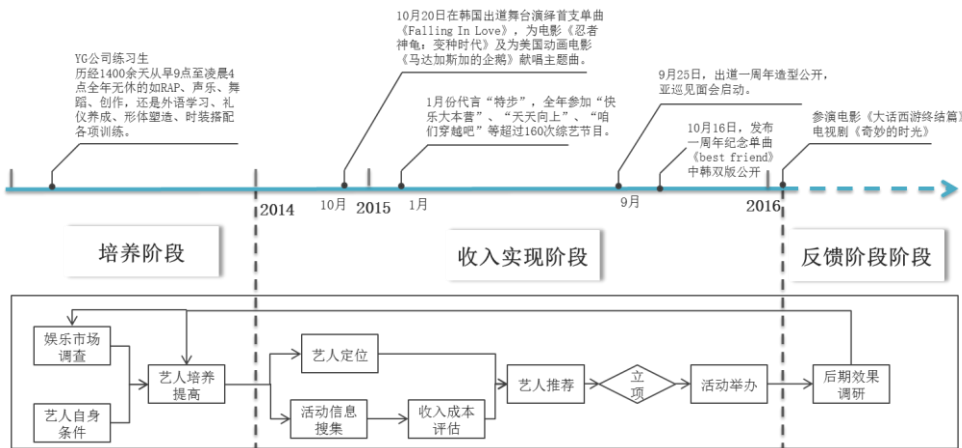 YG公司练习生
历经1400余天从早9点至凌晨4
点全年无休的如RAP、声乐、舞
蹈、创作，还是外语学习、礼
仪养成、形体塑造、时装搭配
各项训练。
10月20日在韩国出道舞台演绎首支单曲
《Falling In Love》，为电影《忍者
神龟：变种时代》及为美国动画电影
《马达加斯加的企鹅》献唱主题曲。
1月份代言“特步”，全年参加“快
乐大本营”、“天天向上”、“咱
们穿越吧”等超过160次综艺节目。
9月25日，出道一周年造型公开，
亚巡见面会启动。
10月16日，发布
一周年纪念单曲
《best friend》
中韩双版公开
参演电影《大话西游终结篇》
电视剧《奇妙的时光》
2014
10月
2015
1月
9月
2016
培养阶段
收入实现阶段
反馈阶段阶段
娱乐市场
调查
艺人自身
条件
艺人培养
提高
艺人定位
活动信息
搜集
收入成本
评估
艺人推荐
立
项
活动举办
后期效果
调研